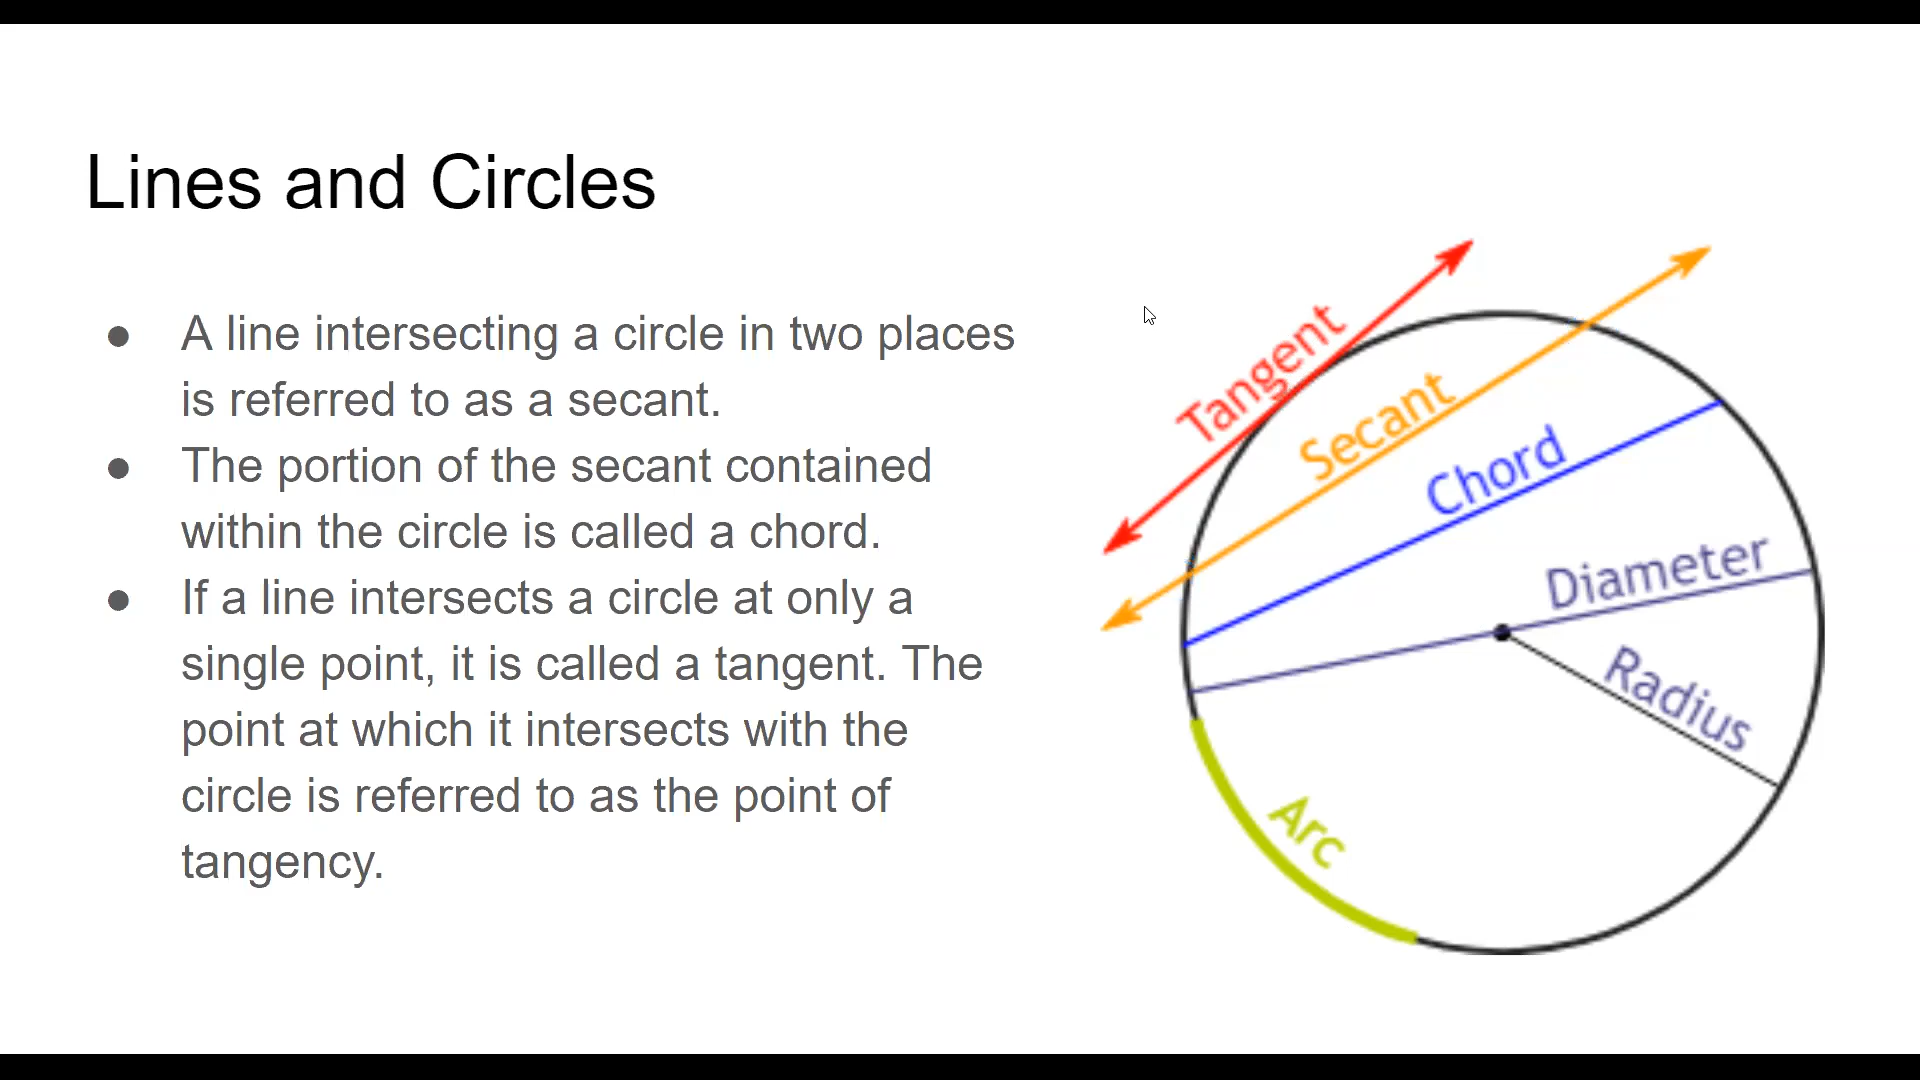 Lines and Circles
● A line intersecting a circle in two places
is referred to as a secant.
● The portion of the secant contained
within the circle is called a chord.
● If a line intersects a circle at only a
single point, it is called a tangent. The
point at which it intersects with the
circle is referred to as the point of
tangency.
Tangent
Secant
Chord
Diameter
Radius
Arc